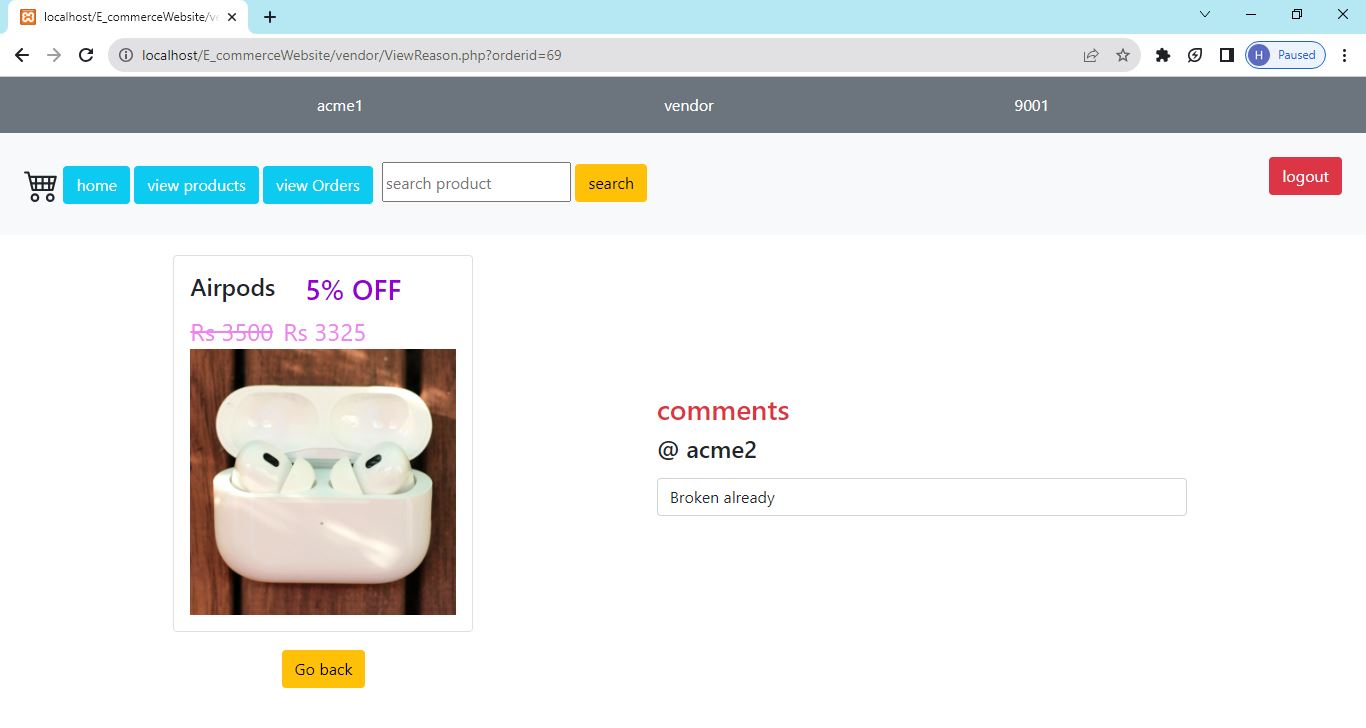 localhost/E_commerceWebsite/ve
localhost/E_commerceWebsite/vendor/ViewReason.php?orderid=69
H Paused
acme1 vendor 9001
home view products view Orders search product search logout
Airpods 5% OFF
Rs 3500 Rs 3325
comments
@ acme2
Broken already
Go back